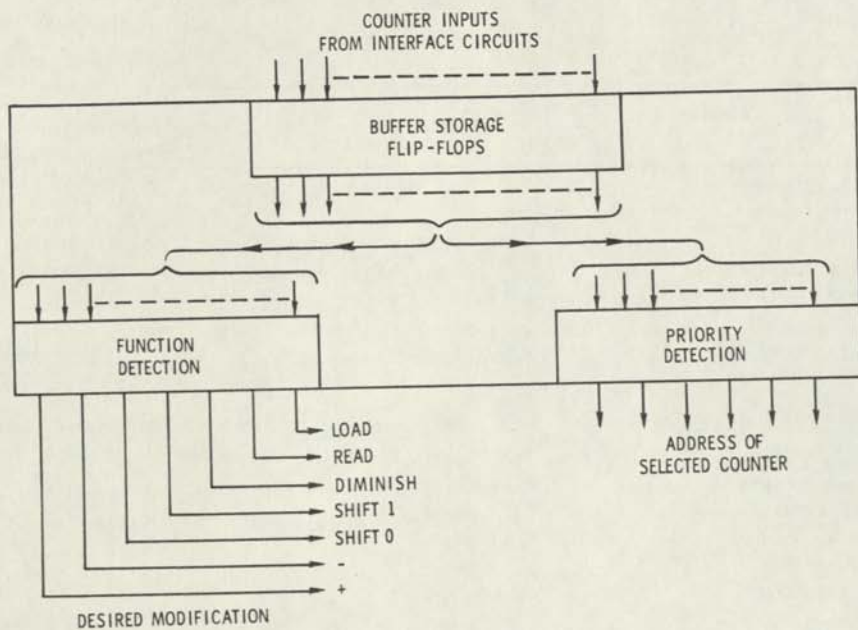 COUNTER INPUTS
FROM INTERFACE CIRCUITS
BUFFER STORAGE
FLIP-FLOPS
FUNCTION
DETECTION
PRIORITY
DETECTION
LOAD
READ
DIMINISH
SHIFT 1
SHIFT 0
-
+
DESIRED MODIFICATION
ADDRESS OF
SELECTED COUNTER